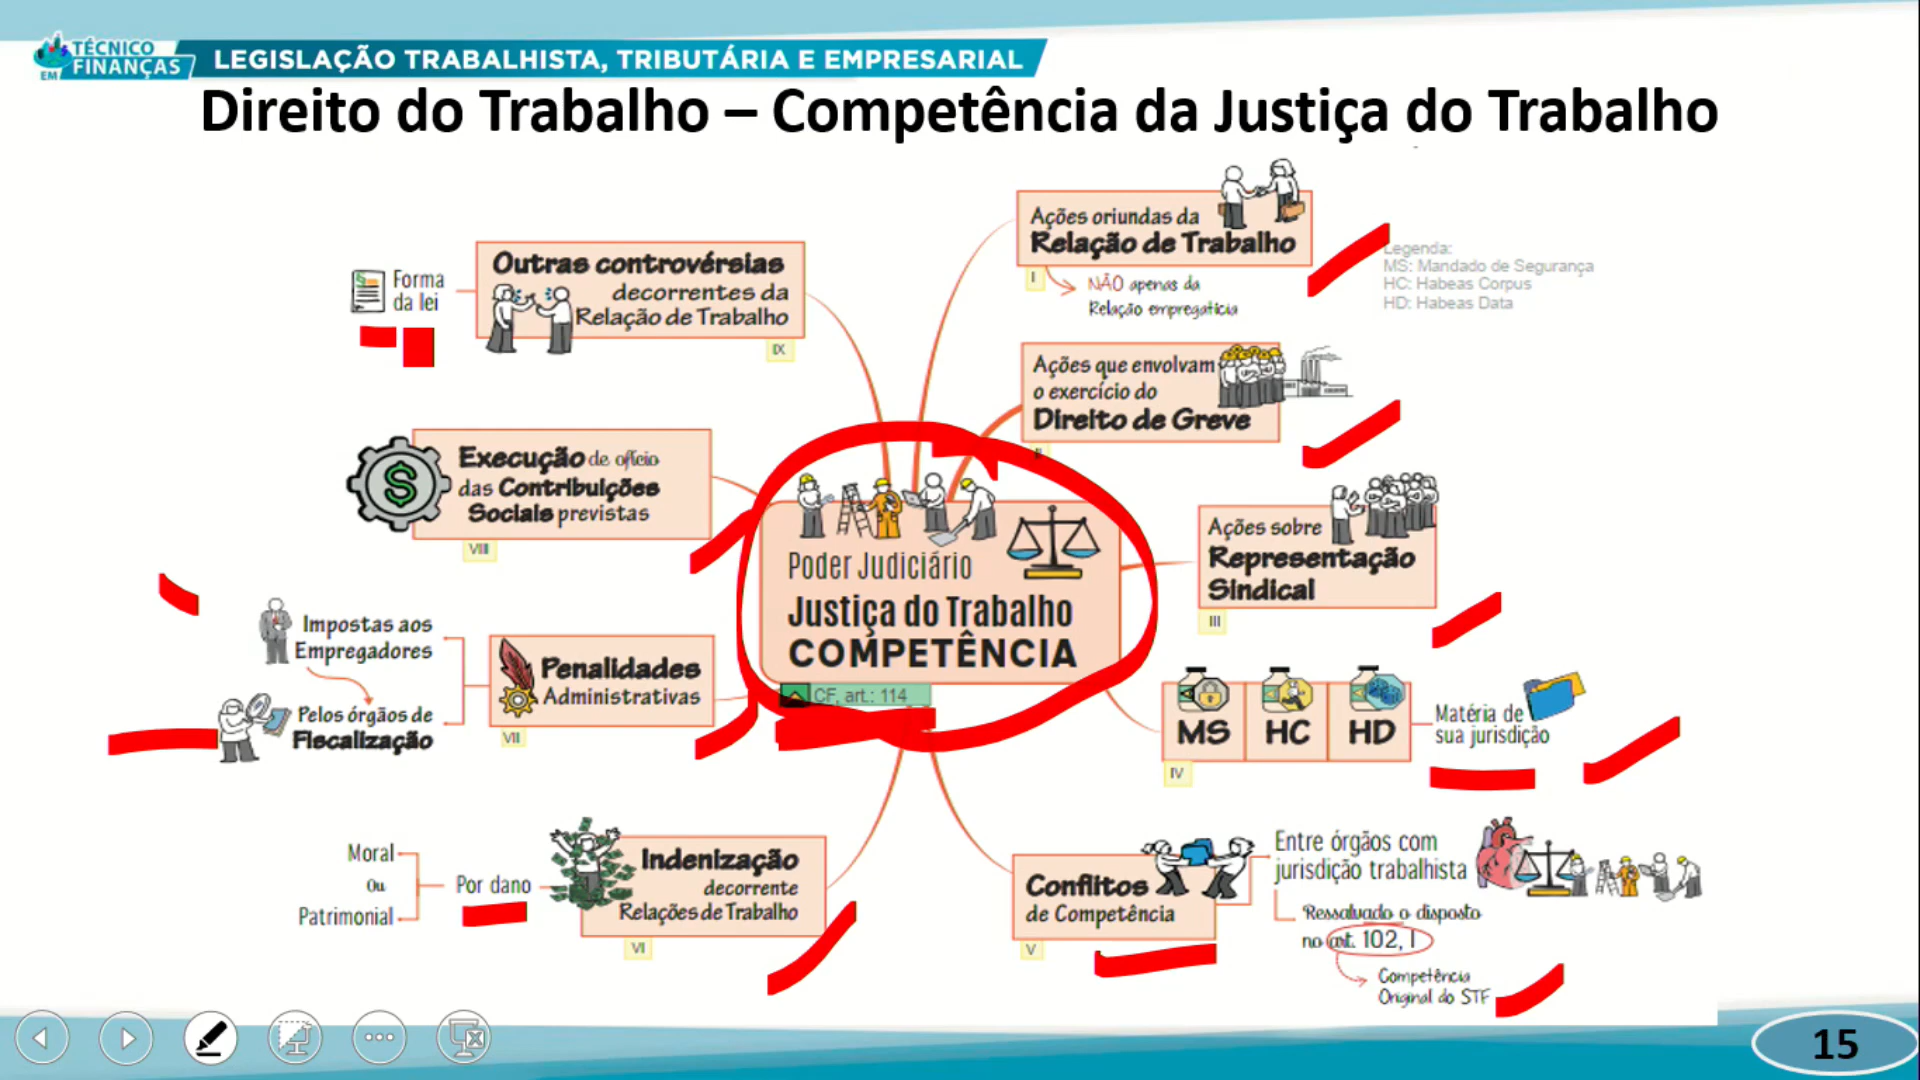 TÉCNICO
EM FINANÇAS
LEGISLAÇÃO TRABALHISTA, TRIBUTÁRIA E EMPRESARIAL
Direito do Trabalho – Competência da Justiça do Trabalho
Ações oriundas da
Relação de Trabalho
I
NÃO apenas da
Relação empregatícia
Legenda:
MS: Mandado de Segurança
HC: Habeas Corpus
HD: Habeas Data
Ações que envolvam
o exercício do
Direito de Greve
II
Ações sobre
Representação
Sindical
III
MS HC HD
IV
Matéria de
sua jurisdição
Conflitos
de Competência
V
Entre órgãos com
jurisdição trabalhista
Ressalvado o disposto
no art. 102, I
Competência
Original do STF
Indenização
decorrente
Relações de Trabalho
VI
Por dano
Moral
Ou
Patrimonial
Penalidades
Administrativas
VII
Impostas aos
Empregadores
Pelos órgãos de
Fiscalização
Execução de ofício
das Contribuições
Sociais previstas
VIII
Outras controvérsias
decorrentes da
Relação de Trabalho
IX
Forma
da lei
Poder Judiciário
Justiça do Trabalho
COMPETÊNCIA
CF, art.: 114
15